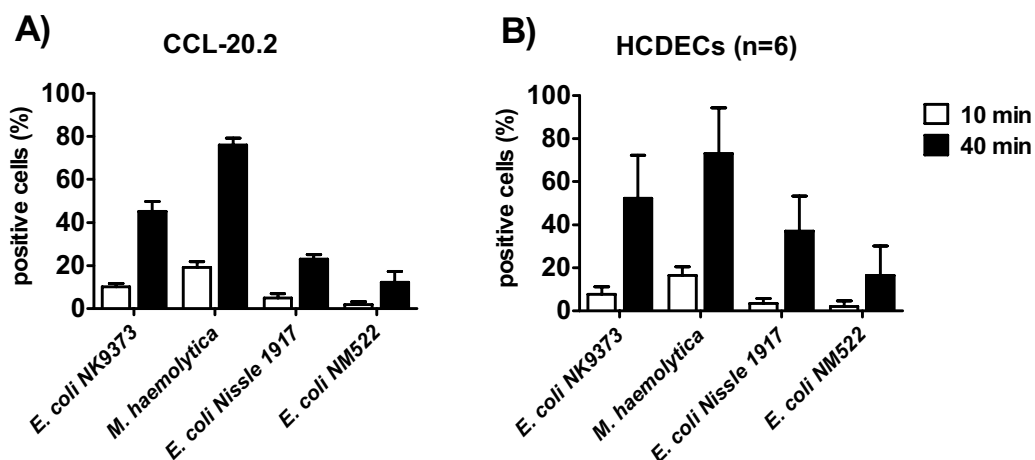 A)
CCL-20.2
positive cells (%)
100
80
60
40
20
0
E. coli NK9373
M. haemolytica
E. coli Nissle 1917
E. coli NM522
B)
HCDECs (n=6)
positive cells (%)
100
80
60
40
20
0
E. coli NK9373
M. haemolytica
E. coli Nissle 1917
E. coli NM522
10 min
40 min